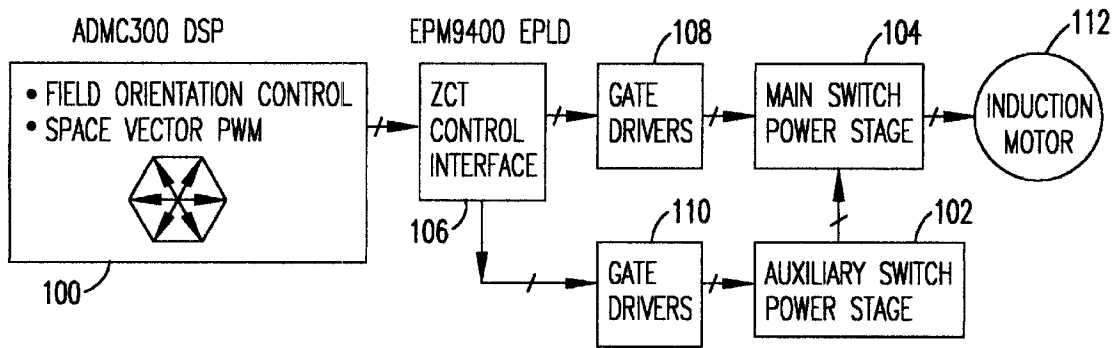 ADMC300 DSP
• FIELD ORIENTATION CONTROL
• SPACE VECTOR PWM
100
EPM9400 EPLD
ZCT
CONTROL
INTERFACE
106
108
GATE
DRIVERS
104
MAIN SWITCH
POWER STAGE
112
INDUCTION
MOTOR
110
GATE
DRIVERS
102
AUXILIARY SWITCH
POWER STAGE